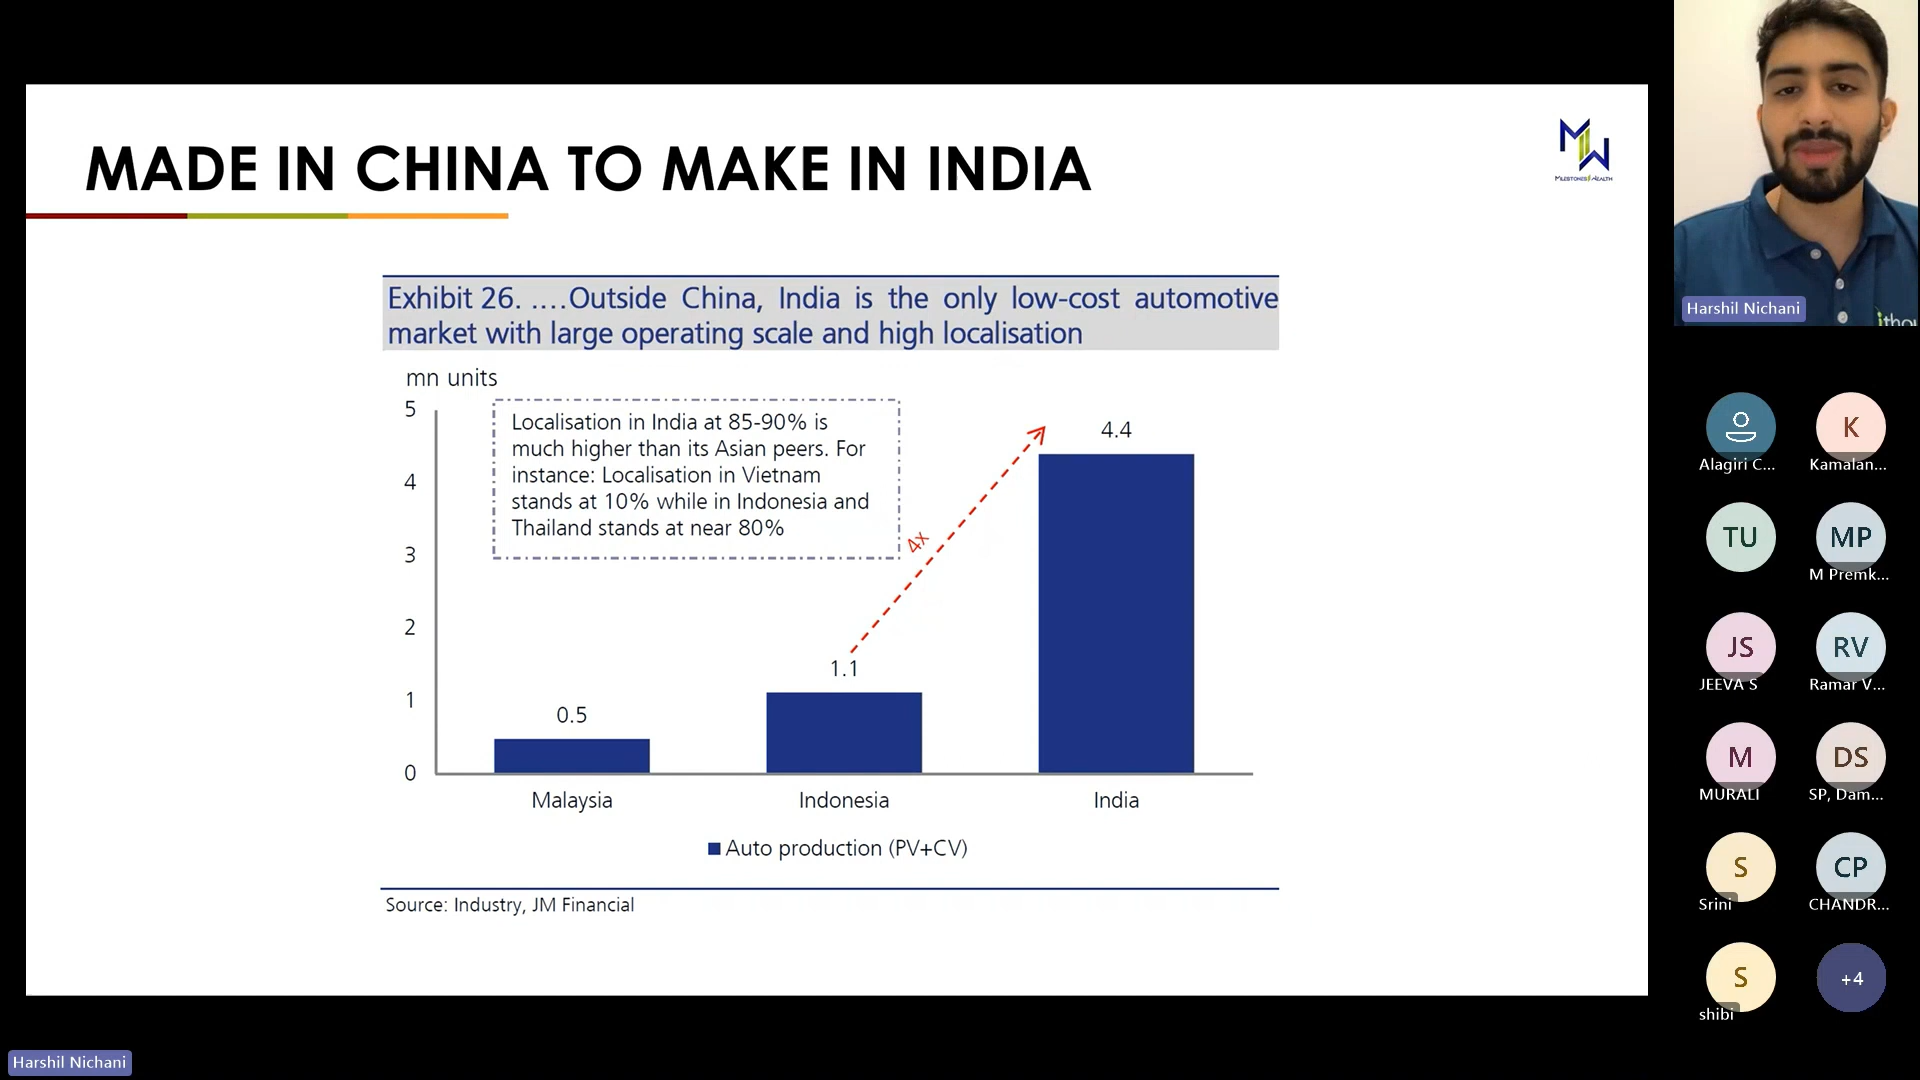 MADE IN CHINA TO MAKE IN INDIA
MILESTONES WEALTH
Exhibit 26. ....Outside China, India is the only low-cost automotive
market with large operating scale and high localisation
mn units
5
4
3
2
1
0
Localisation in India at 85-90% is
much higher than its Asian peers. For
instance: Localisation in Vietnam
stands at 10% while in Indonesia and
Thailand stands at near 80%
4x
0.5
1.1
4.4
Malaysia
Indonesia
India
Auto production (PV+CV)
Source: Industry, JM Financial
Harshil Nichani
ithou
Alagiri C...
K
Kamalan...
TU
MP
M Premk...
JS
JEEVA S
RV
Ramar V...
M
MURALI
DS
SP, Dam...
S
Srini
CP
CHANDR...
S
shibi
+4
Harshil Nichani